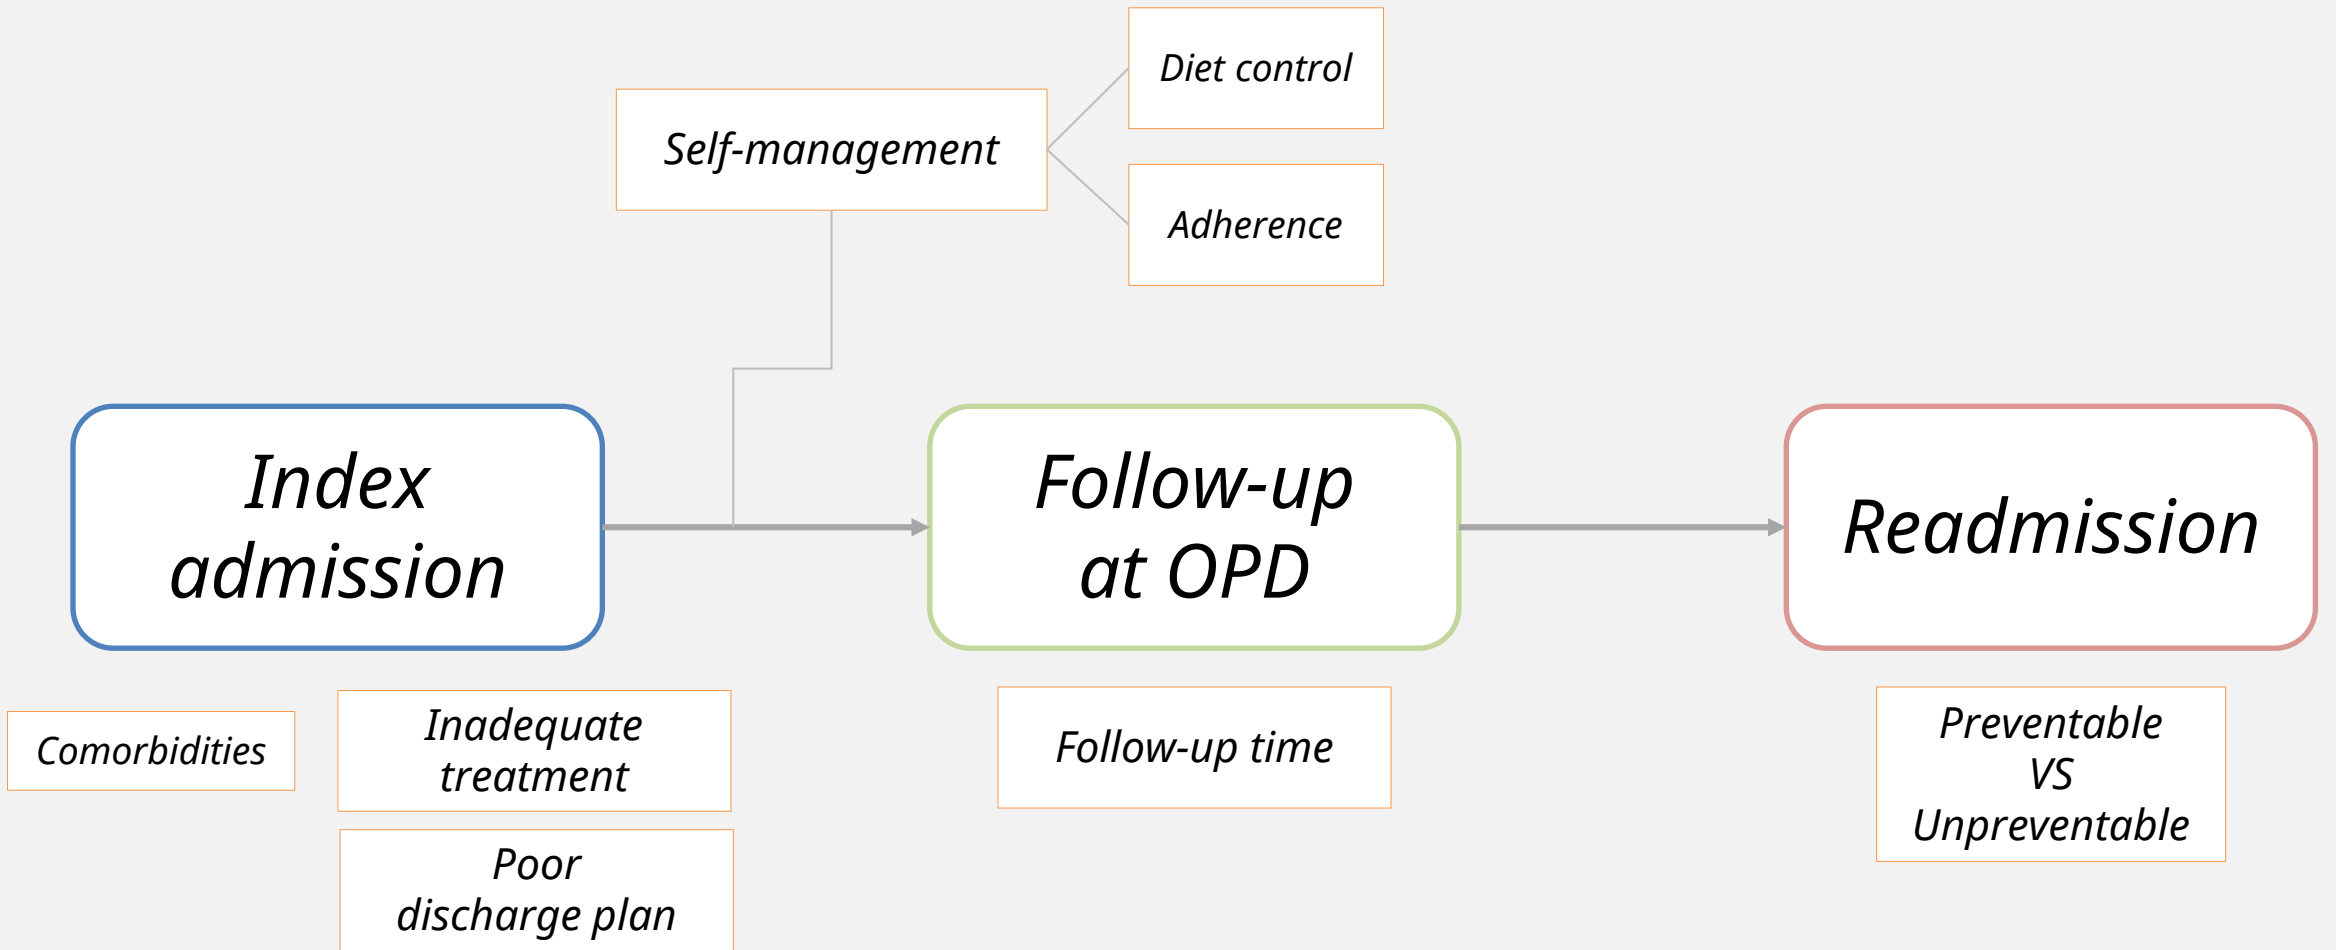 Diet control
Self-management
Adherence
Index
admission
Follow-up
at OPD
Readmission
Comorbidities
Inadequate
treatment
Poor
discharge plan
Follow-up time
Preventable
VS
Unpreventable